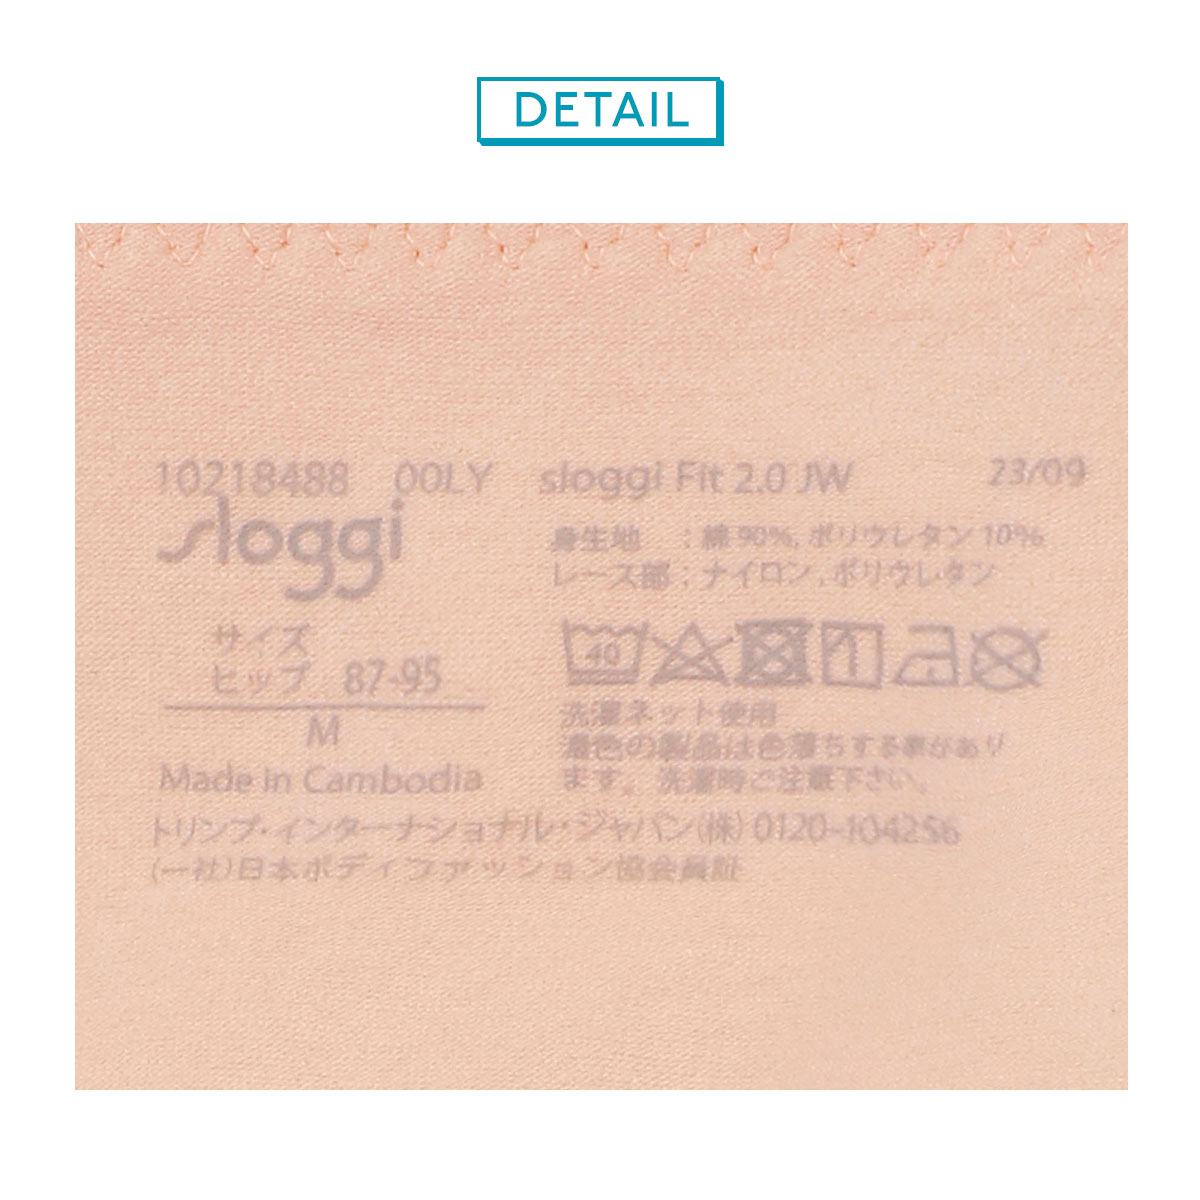 DETAIL
10218488 00LY sloggi Fit 2.0 JW 23/09
sloggi
身生地 : 綿 90%, ポリウレタン 10%
レース部 : ナイロン, ポリウレタン
サイズ
ヒップ 87-95
M
40
洗濯ネット使用
濃色の製品は色落ちする事があり
ます。洗濯時ご注意下さい。
Made in Cambodia
トリンプ・インターナショナル・ジャパン(株) 0120-104256
(一社)日本ボディファッション協会員証